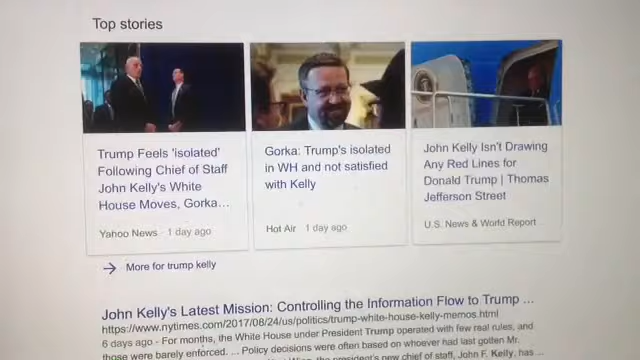 Top stories
Trump Feels 'isolated'
Following Chief of Staff
John Kelly's White
House Moves, Gorka...
Yahoo News - 1 day ago
Gorka: Trump's isolated
in WH and not satisfied
with Kelly
Hot Air · 1 day ago
John Kelly Isn't Drawing
Any Red Lines for
Donald Trump | Thomas
Jefferson Street
U.S. News & World Report
→ More for trump kelly
John Kelly's Latest Mission: Controlling the Information Flow to Trump ...
https://www.nytimes.com/2017/08/24/us/politics/trump-white-house-kelly-memos.html
6 days ago - For months, the White House under President Trump operated with few real rules, and
those were barely enforced. ... Policy decisions were often based on whoever had last gotten Mr.
president's new chief of staff, John F. Kelly, has